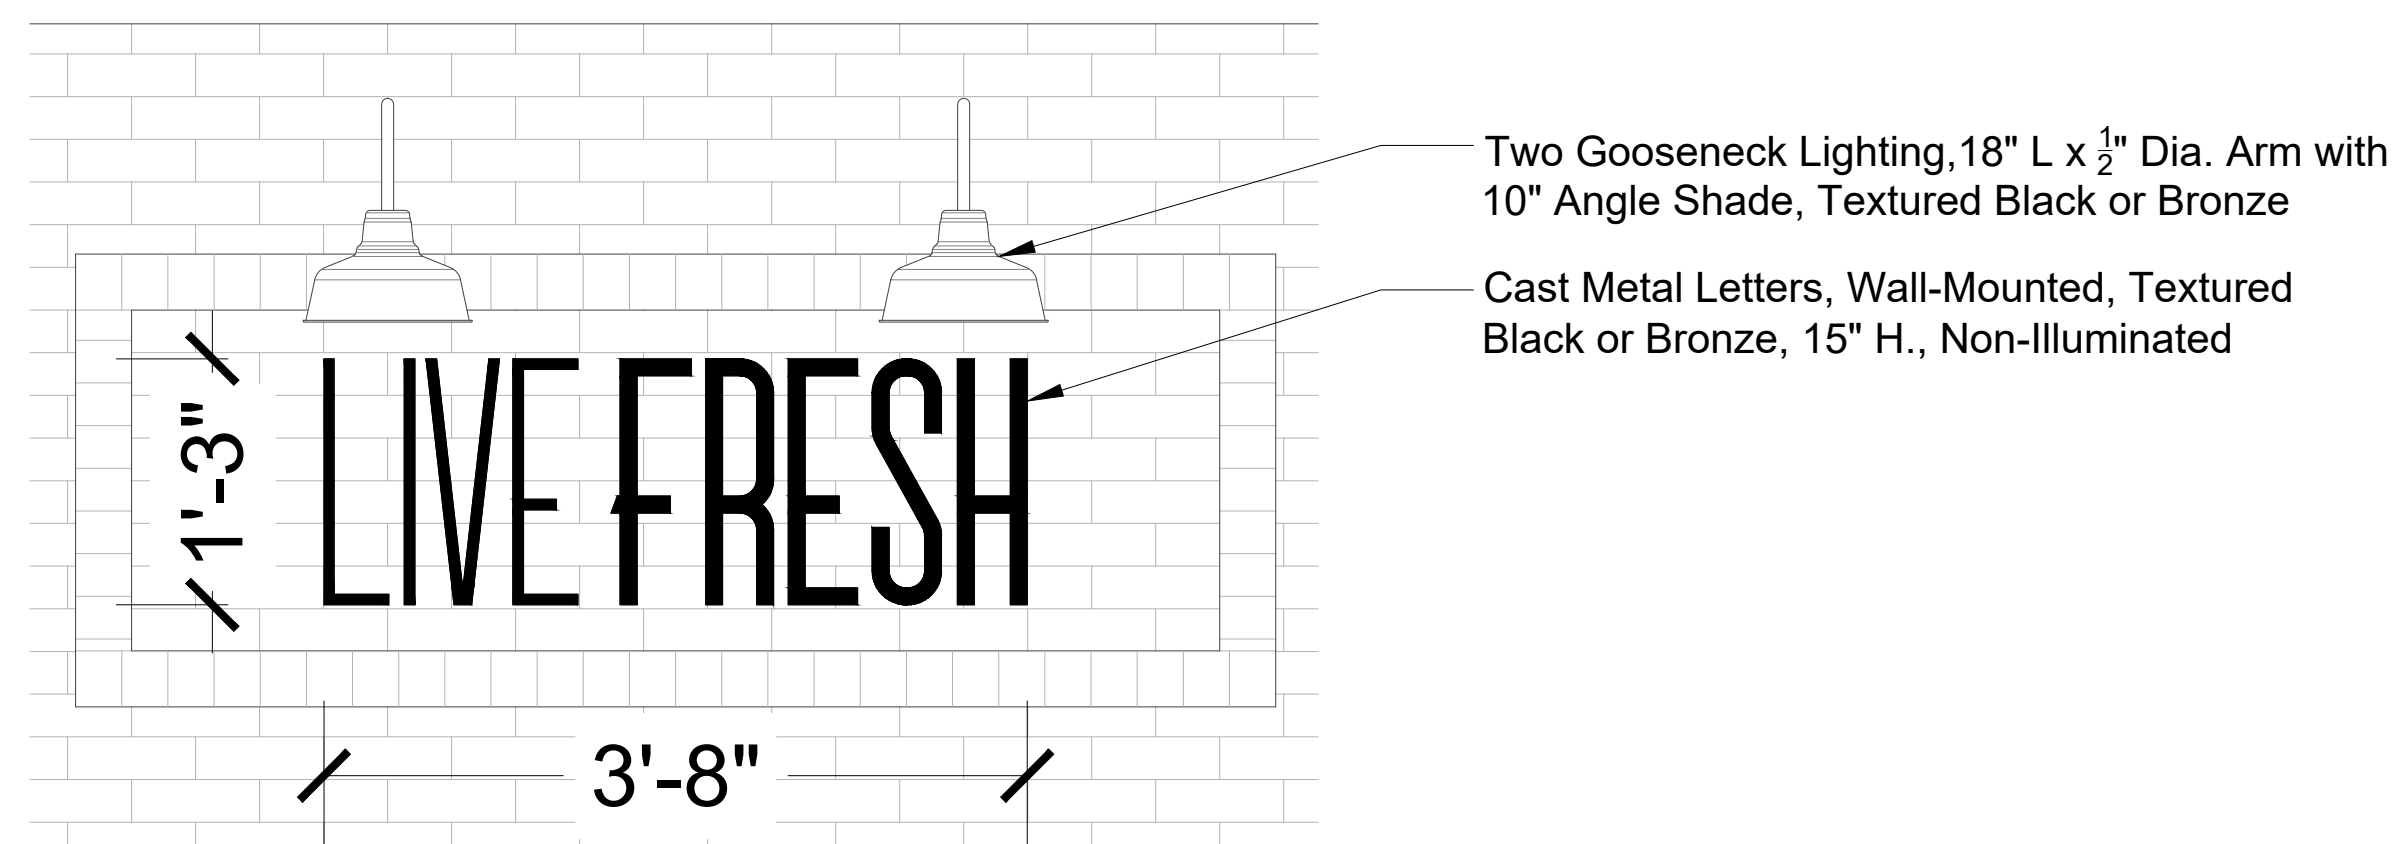 Two Gooseneck Lighting,18" L x ½" Dia. Arm with
10" Angle Shade, Textured Black or Bronze
Cast Metal Letters, Wall-Mounted, Textured
Black or Bronze, 15" H., Non-Illuminated
LIVE FRESH
1'-3"
3'-8"